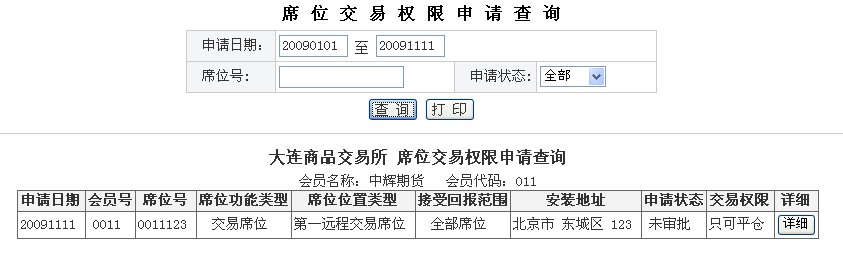 席 位 交 易 权 限 申 请 查 询
申请日期: 20090101 至 20091111
席位号: 申请状态: 全部
查 询 打 印
大连商品交易所 席位交易权限申请查询
会员名称: 中辉期货 会员代码: 011
申请日期 会员号 席位号 席位功能类型 席位位置类型 接受回报范围 安装地址 申请状态 交易权限 详细
20091111 0011 0011123 交易席位 第一远程交易席位 全部席位 北京市 东城区 123 未审批 只可平仓 详细